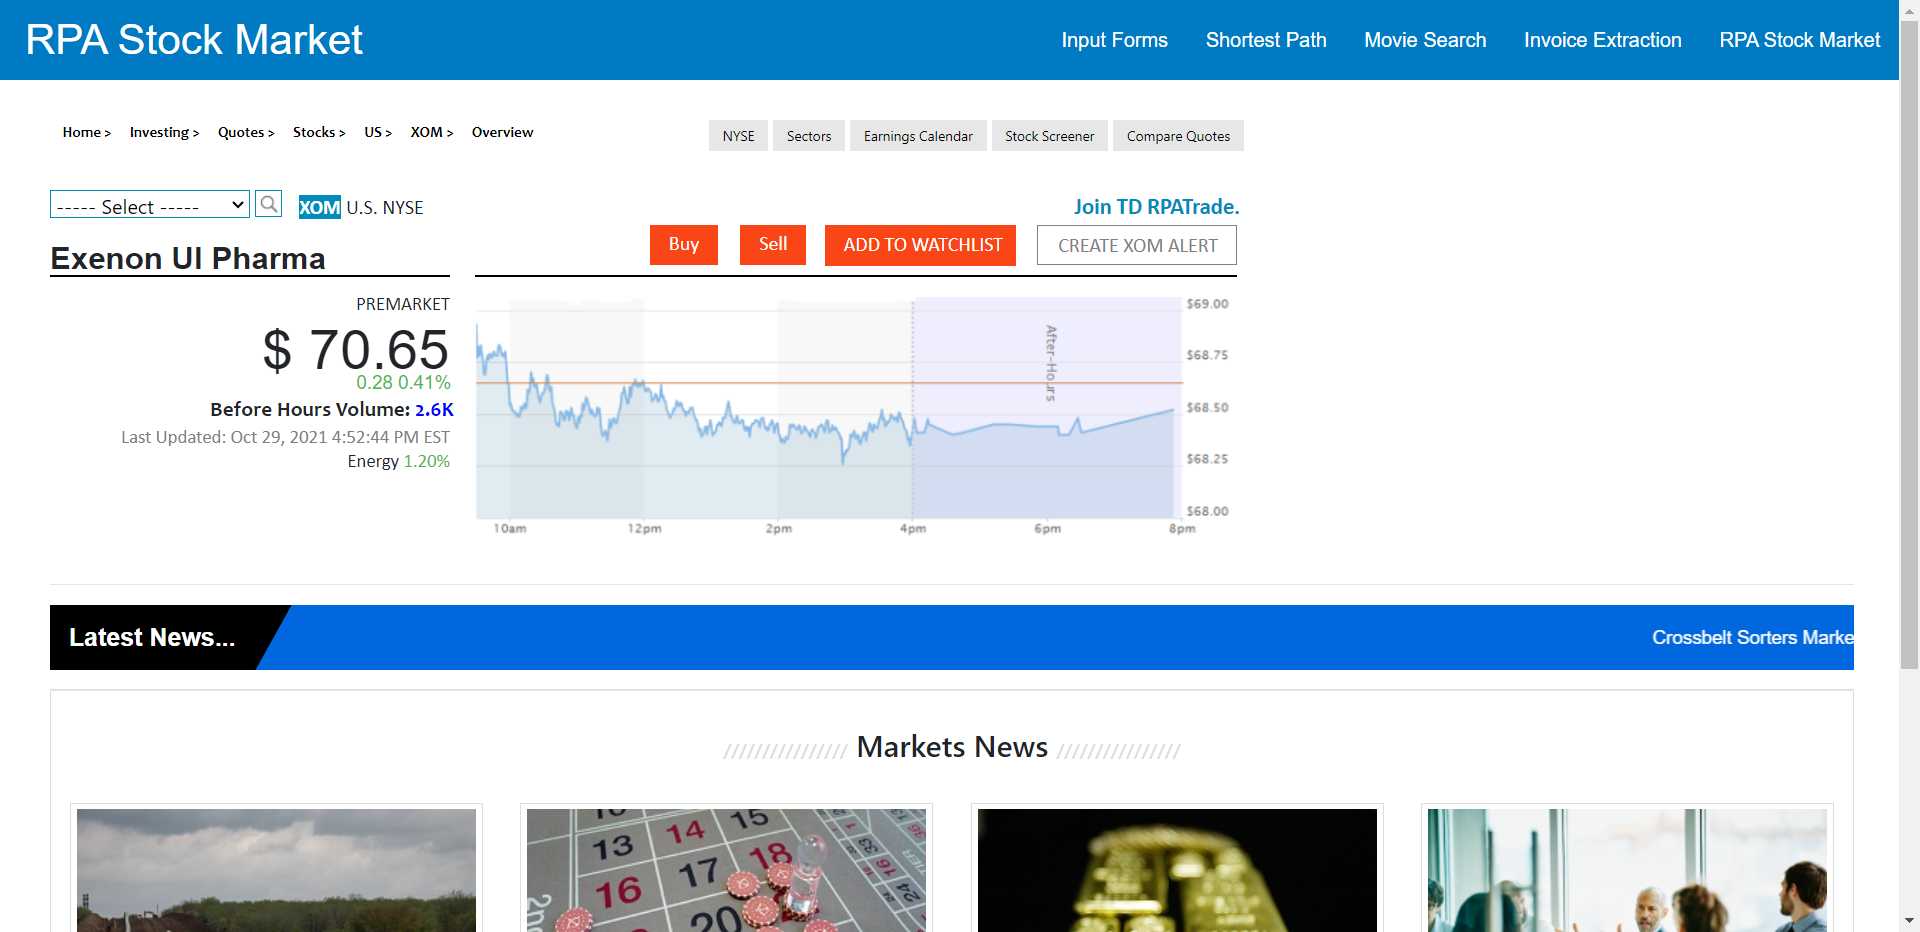 RPA Stock Market
Input Forms Shortest Path Movie Search Invoice Extraction RPA Stock Market
Home > Investing > Quotes > Stocks > US > XOM > Overview
NYSE Sectors Earnings Calendar Stock Screener Compare Quotes
----- Select -----
XOM U.S. NYSE
Join TD RPATrade.
Exenon UI Pharma
Buy Sell ADD TO WATCHLIST CREATE XOM ALERT
PREMARKET
$ 70.65
0.28 0.41%
Before Hours Volume: 2.6K
Last Updated: Oct 29, 2021 4:52:44 PM EST
Energy 1.20%
After-Hours
$69.00
$68.75
$68.50
$68.25
$68.00
10am 12pm 2pm 4pm 6pm 8pm
Latest News...
Crossbelt Sorters Marke
//////////////// Markets News ////////////////
13 14 15
16 17 18
20
24